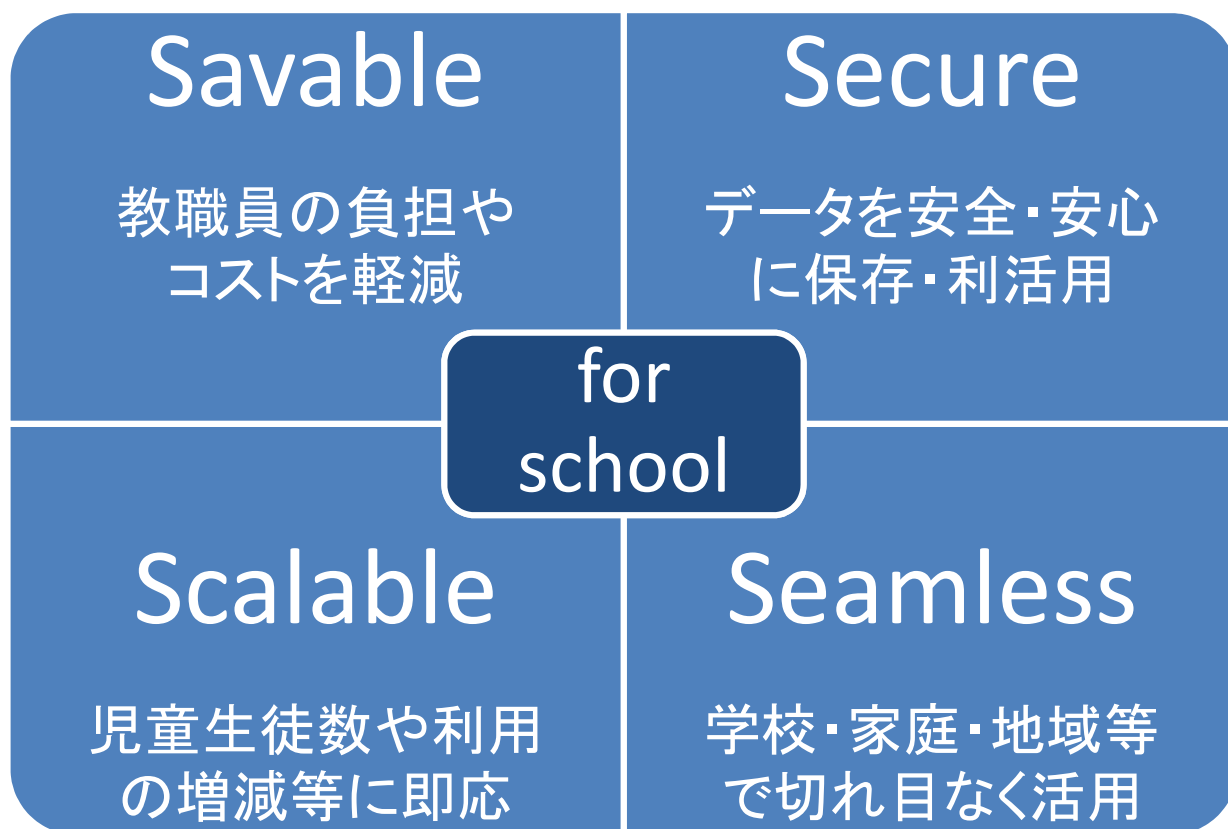 Savable
教職員の負担や
コストを軽減
Secure
データを安全・安心
に保存・利活用
for
school
Scalable
児童生徒数や利用
の増減等に即応
Seamless
学校・家庭・地域等
で切れ目なく活用